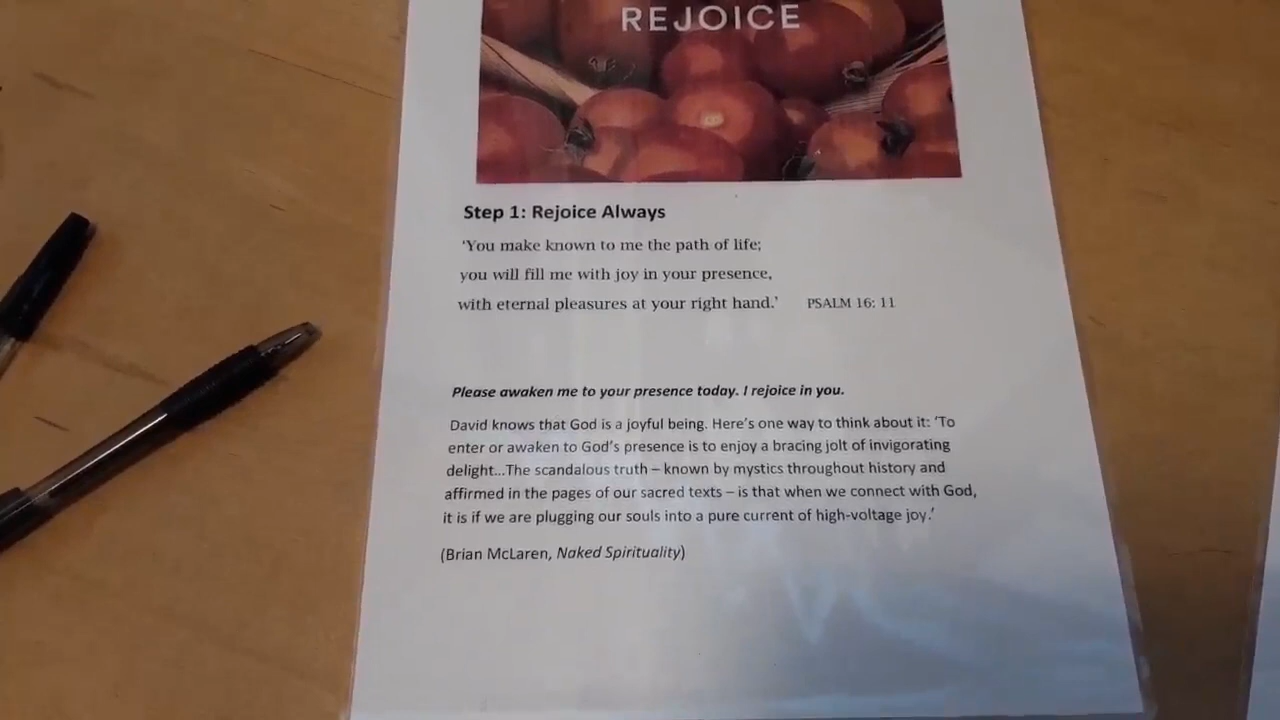 REJOICE
Step 1: Rejoice Always
‘You make known to me the path of life;
you will fill me with joy in your presence,
with eternal pleasures at your right hand.’ PSALM 16: 11
Please awaken me to your presence today. I rejoice in you.
David knows that God is a joyful being. Here’s one way to think about it: ‘To
enter or awaken to God’s presence is to enjoy a bracing jolt of invigorating
delight...The scandalous truth – known by mystics throughout history and
affirmed in the pages of our sacred texts – is that when we connect with God,
it is if we are plugging our souls into a pure current of high-voltage joy.’
(Brian McLaren, Naked Spirituality)